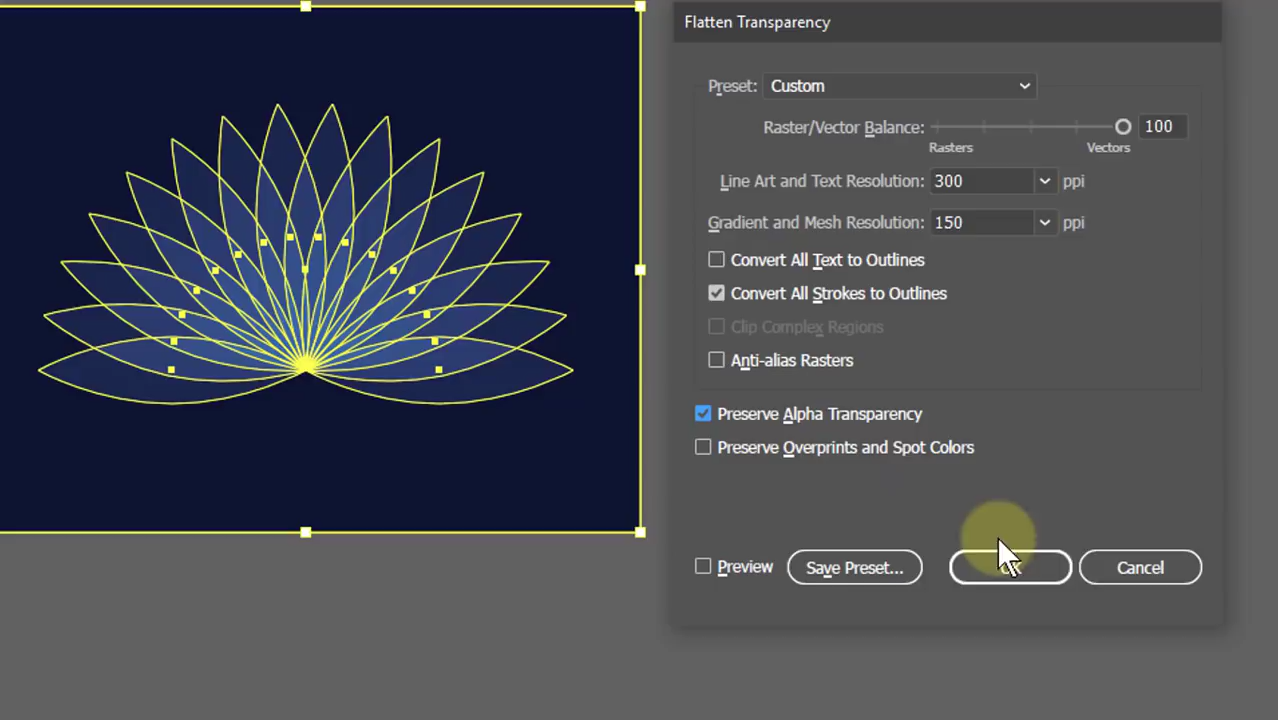 Flatten Transparency
Preset: Custom
Raster/Vector Balance: 100
Rasters Vectors
Line Art and Text Resolution: 300 ppi
Gradient and Mesh Resolution: 150 ppi
Convert All Text to Outlines
Convert All Strokes to Outlines
Clip Complex Regions
Anti-alias Rasters
Preserve Alpha Transparency
Preserve Overprints and Spot Colors
Preview Save Preset... Cancel